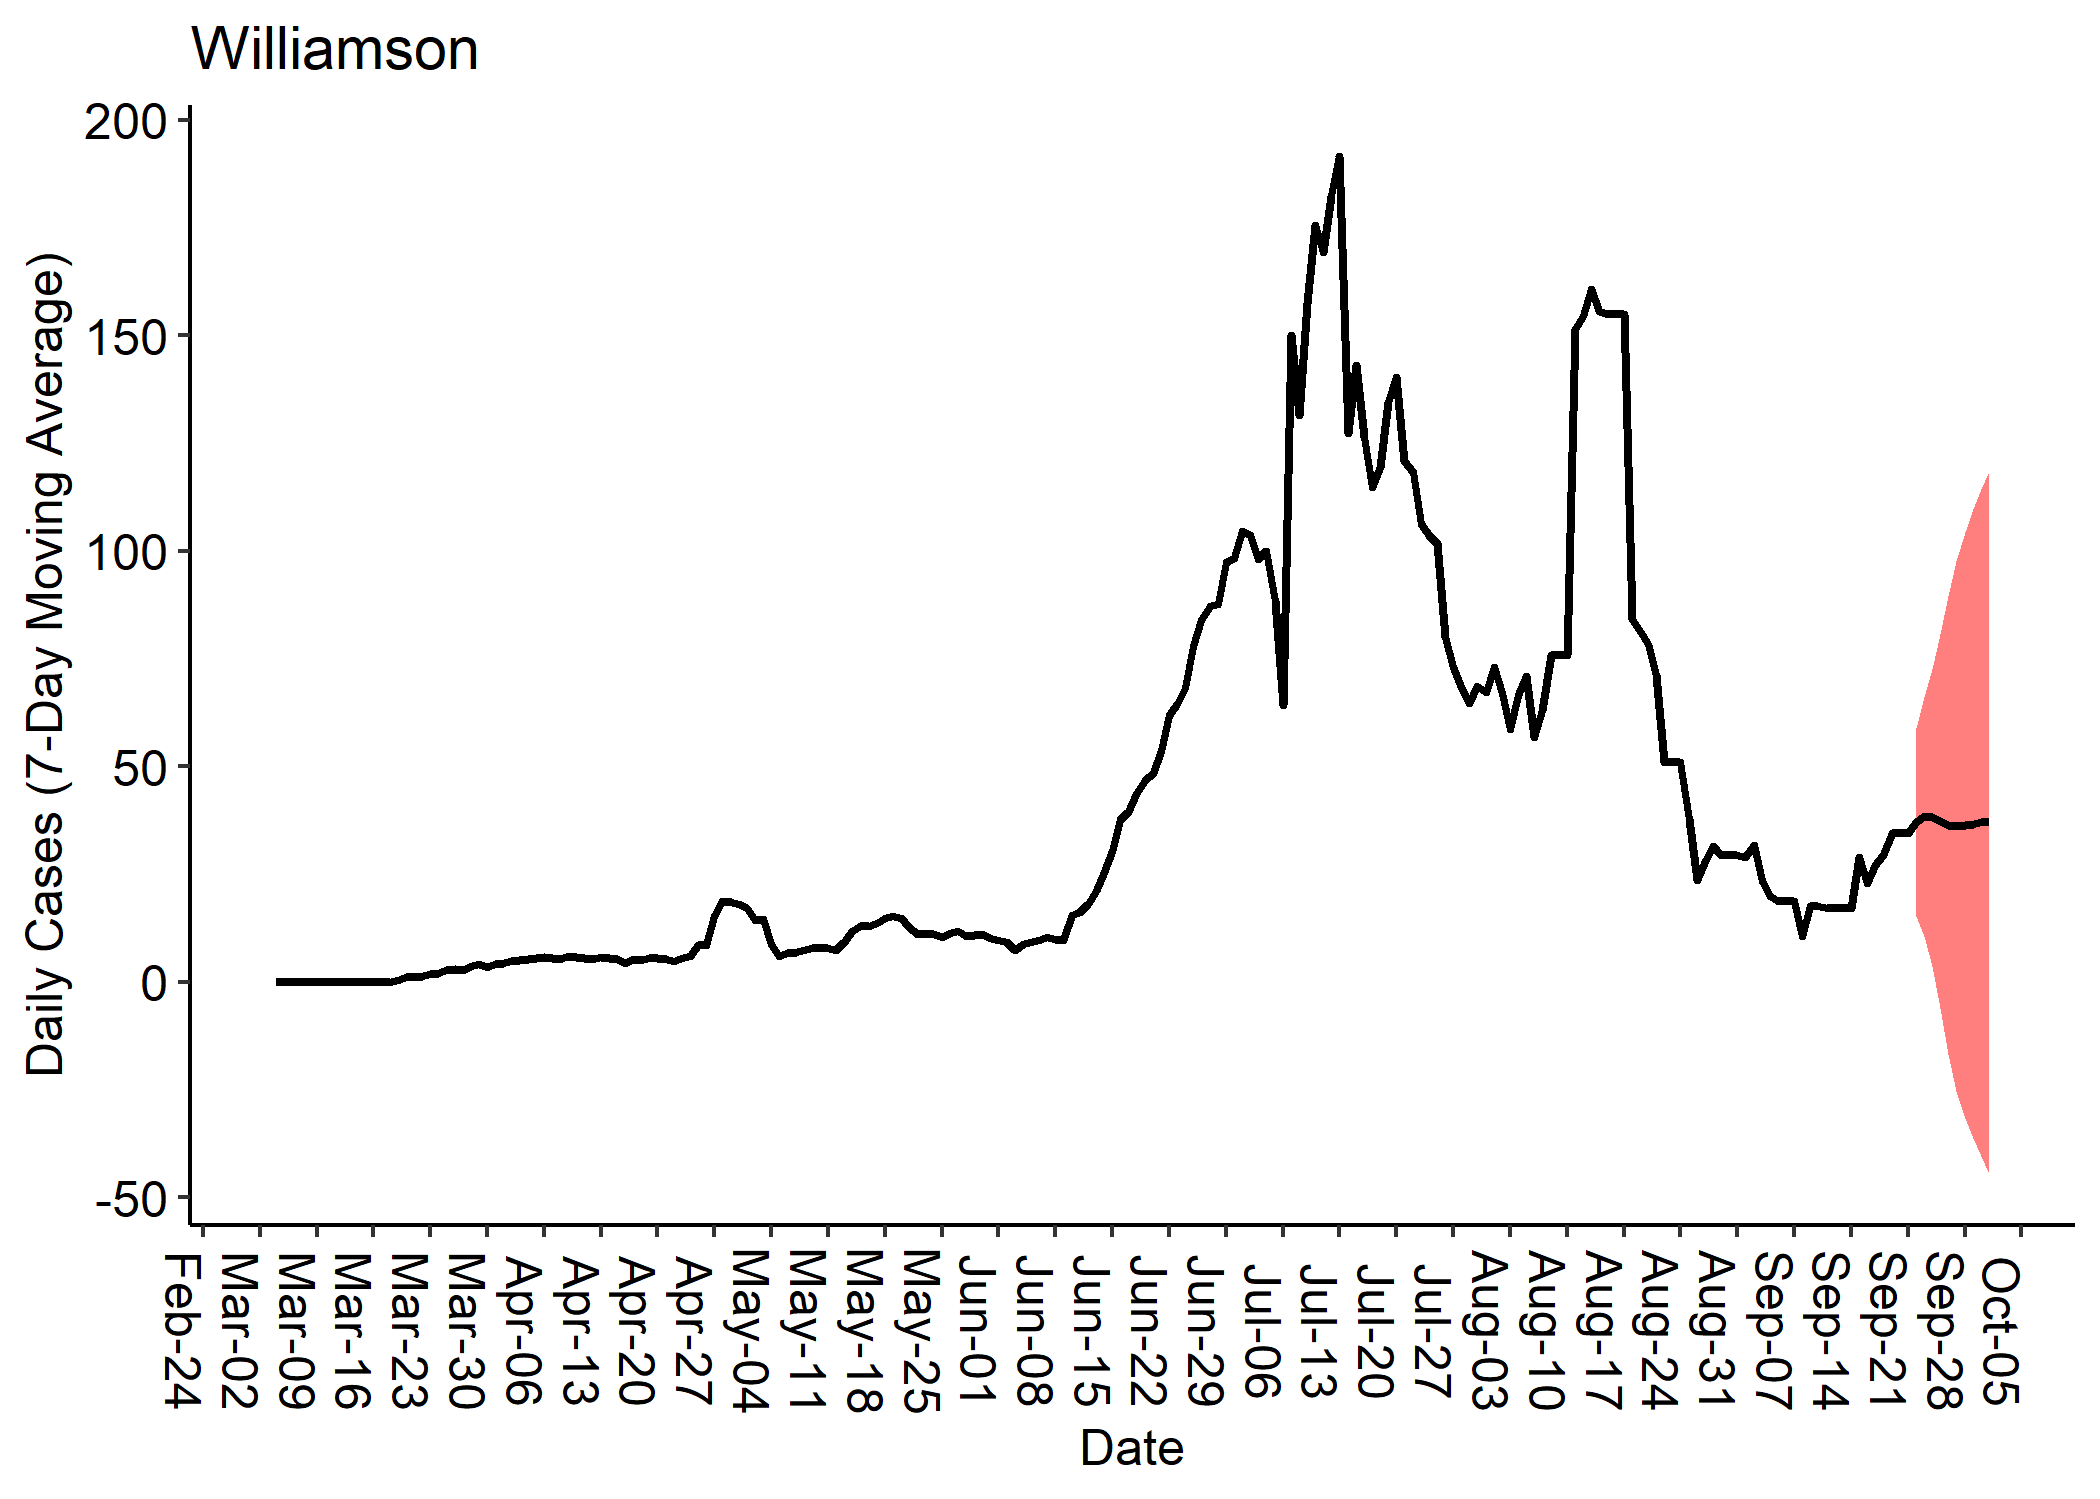 Williamson
Daily Cases (7-Day Moving Average)
200
150
100
50
0
-50
Feb-24
Mar-02
Mar-09
Mar-16
Mar-23
Mar-30
Apr-06
Apr-13
Apr-20
Apr-27
May-04
May-11
May-18
May-25
Jun-01
Jun-08
Jun-15
Jun-22
Jun-29
Jul-06
Jul-13
Jul-20
Jul-27
Aug-03
Aug-10
Aug-17
Aug-24
Aug-31
Sep-07
Sep-14
Sep-21
Sep-28
Oct-05
Date